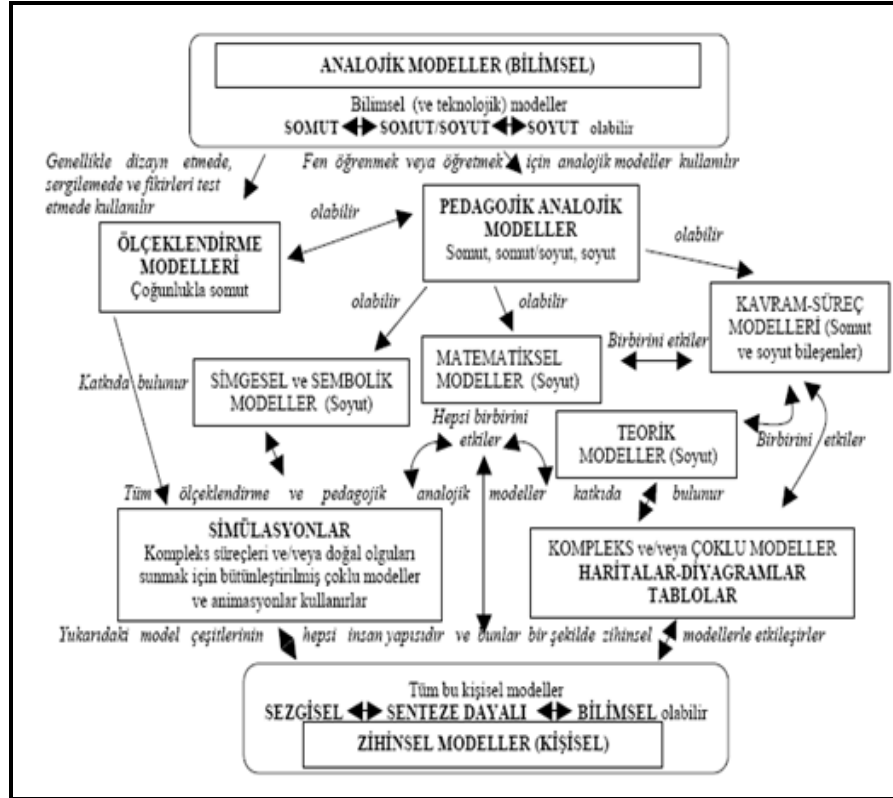 ANALOJİK MODELLER (BİLİMSEL)
Bilimsel (ve teknolojik) modeller
SOMUT SOMUT/SOYUT SOYUT olabilir
Genellikle dizayn etmede,
sergilemede ve fikirleri test
etmede kullanılır
Fen öğrenmek veya öğretmek için analojik modeller kullanılır
olabilir
PEDAGOJİK ANALOJİK
MODELLER
Somut, somut/soyut, soyut
olabilir
ÖLÇEKLENDİRME
MODELLERİ
Çoğunlukla somut
olabilir
olabilir
KAVRAM-SÜREÇ
MODELLERİ (Somut
ve soyut bileşenler)
Birbirini etkiler
Katkıda bulunur
SİMGESEL ve SEMBOLİK
MODELLER (Soyut)
MATEMATİKSEL
MODELLER (Soyut)
Hepsi birbirini
etkiler
TEORİK
MODELLER (Soyut)
Birbirini etkiler
Tüm ölçeklendirme ve pedagojik analojik modeller katkıda bulunur
SİMÜLASYONLAR
Kompleks süreçleri ve/veya doğal olguları
sunmak için bütünleştirilmiş çoklu modeller
ve animasyonlar kullanırlar
KOMPLEKS ve/veya ÇOKLU MODELLER
HARİTALAR-DİYAGRAMLAR
TABLOLAR
Yukarıdaki model çeşitlerinin hepsi insan yapısıdır ve bunlar bir şekilde zihinsel modellerle etkileşirler
Tüm bu kişisel modeller
SEZGİSEL SENTEZE DAYALI BİLİMSEL olabilir
ZİHİNSEL MODELLER (KİŞİSEL)